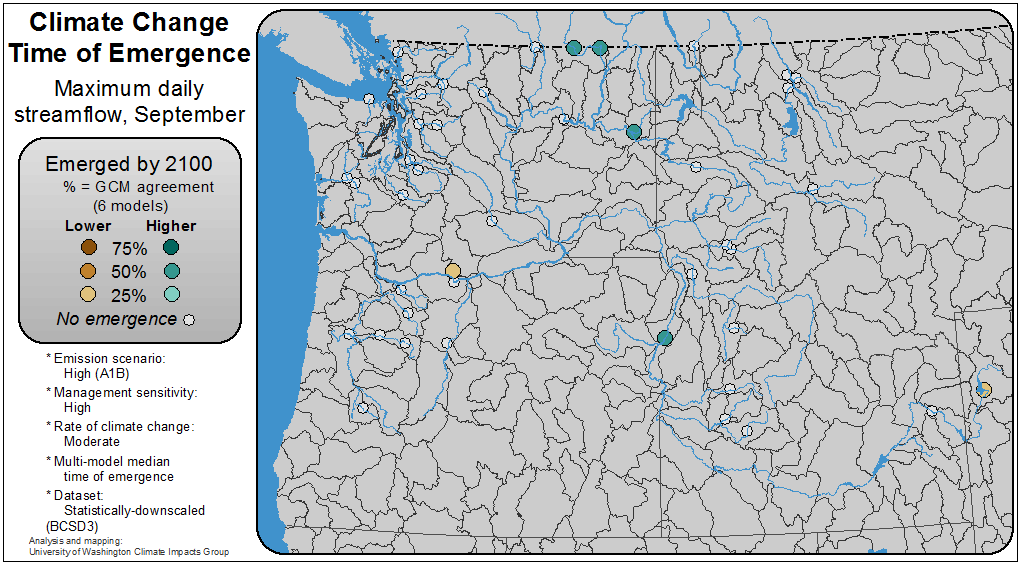 Climate Change
Time of Emergence
Maximum daily
streamflow, September
Emerged by 2100
% = GCM agreement
(6 models)
Lower Higher
75%
50%
25%
No emergence
* Emission scenario:
High (A1B)
* Management sensitivity:
High
* Rate of climate change:
Moderate
* Multi-model median
time of emergence
* Dataset:
Statistically-downscaled
(BCSD3)
Analysis and mapping:
University of Washington Climate Impacts Group